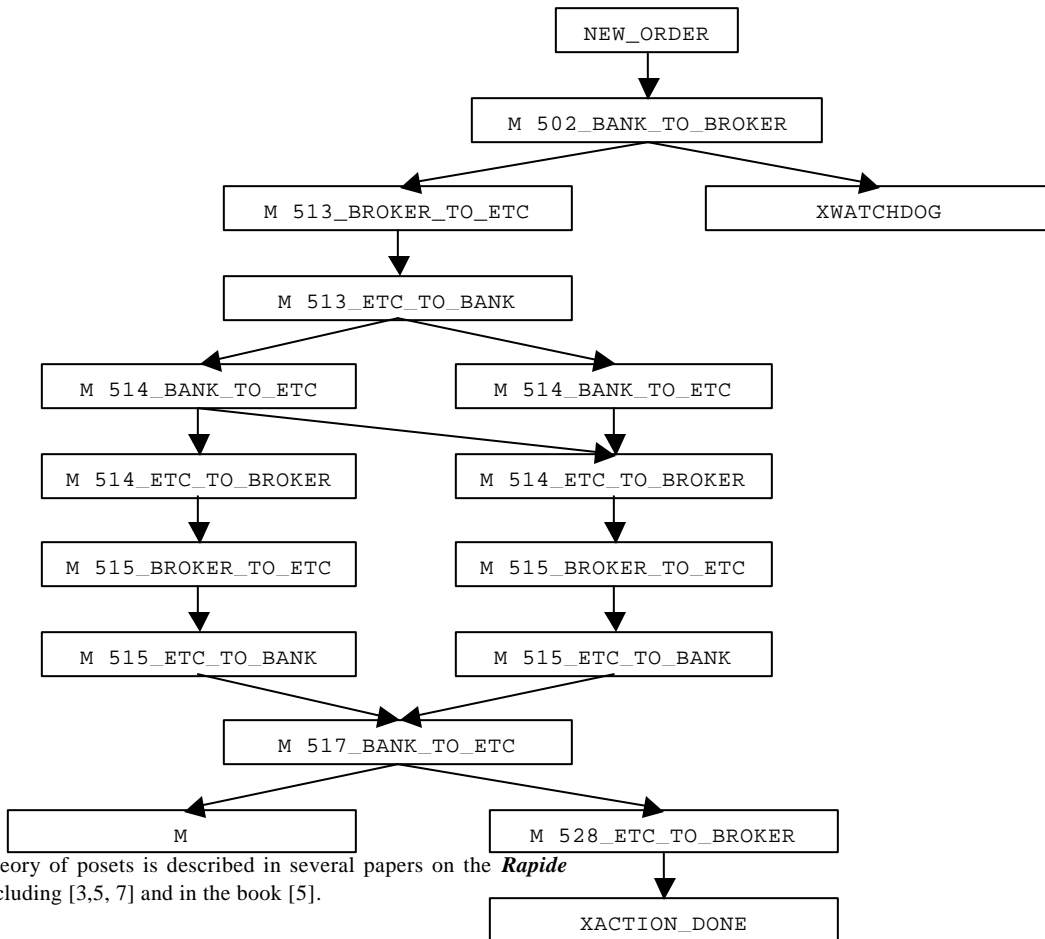 NEW_ORDER
M 502_BANK_TO_BROKER
M 513_BROKER_TO_ETC
XWATCHDOG
M 513_ETC_TO_BANK
M 514_BANK_TO_ETC
M 514_BANK_TO_ETC
M 514_ETC_TO_BROKER
M 514_ETC_TO_BROKER
M 515_BROKER_TO_ETC
M 515_BROKER_TO_ETC
M 515_ETC_TO_BANK
M 515_ETC_TO_BANK
M 517_BANK_TO_ETC
M
M 528_ETC_TO_BROKER
eory of posets is described in several papers on the Rapide
cluding [3,5, 7] and in the book [5].
XACTION_DONE